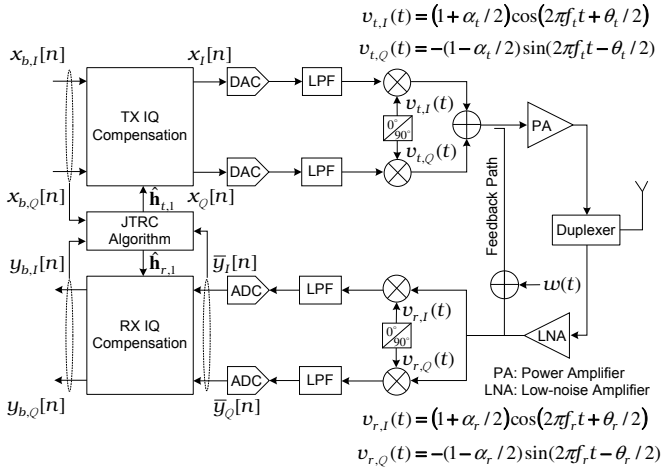 v_{t,I}(t)=(1+α_t/2)cos(2πf_t t+θ_t/2)
v_{t,Q}(t)=-(1-α_t/2)sin(2πf_t t-θ_t/2)
x_{b,I}[n]
x_I[n]
DAC
LPF
TX IQ
Compensation
v_{t,I}(t)
0°
90°
v_{t,Q}(t)
PA
DAC
LPF
x_{b,Q}[n]
ĥ_{t,1}
x_Q[n]
Feedback Path
Duplexer
JTRC
Algorithm
y_{b,I}[n]
ĥ_{r,1}
ȳ_I[n]
ADC
LPF
w(t)
RX IQ
Compensation
v_{r,I}(t)
0°
90°
v_{r,Q}(t)
LNA
ADC
LPF
PA: Power Amplifier
LNA: Low-noise Amplifier
y_{b,Q}[n]
ȳ_Q[n]
v_{r,I}(t)=(1+α_r/2)cos(2πf_r t+θ_r/2)
v_{r,Q}(t)=-(1-α_r/2)sin(2πf_r t-θ_r/2)